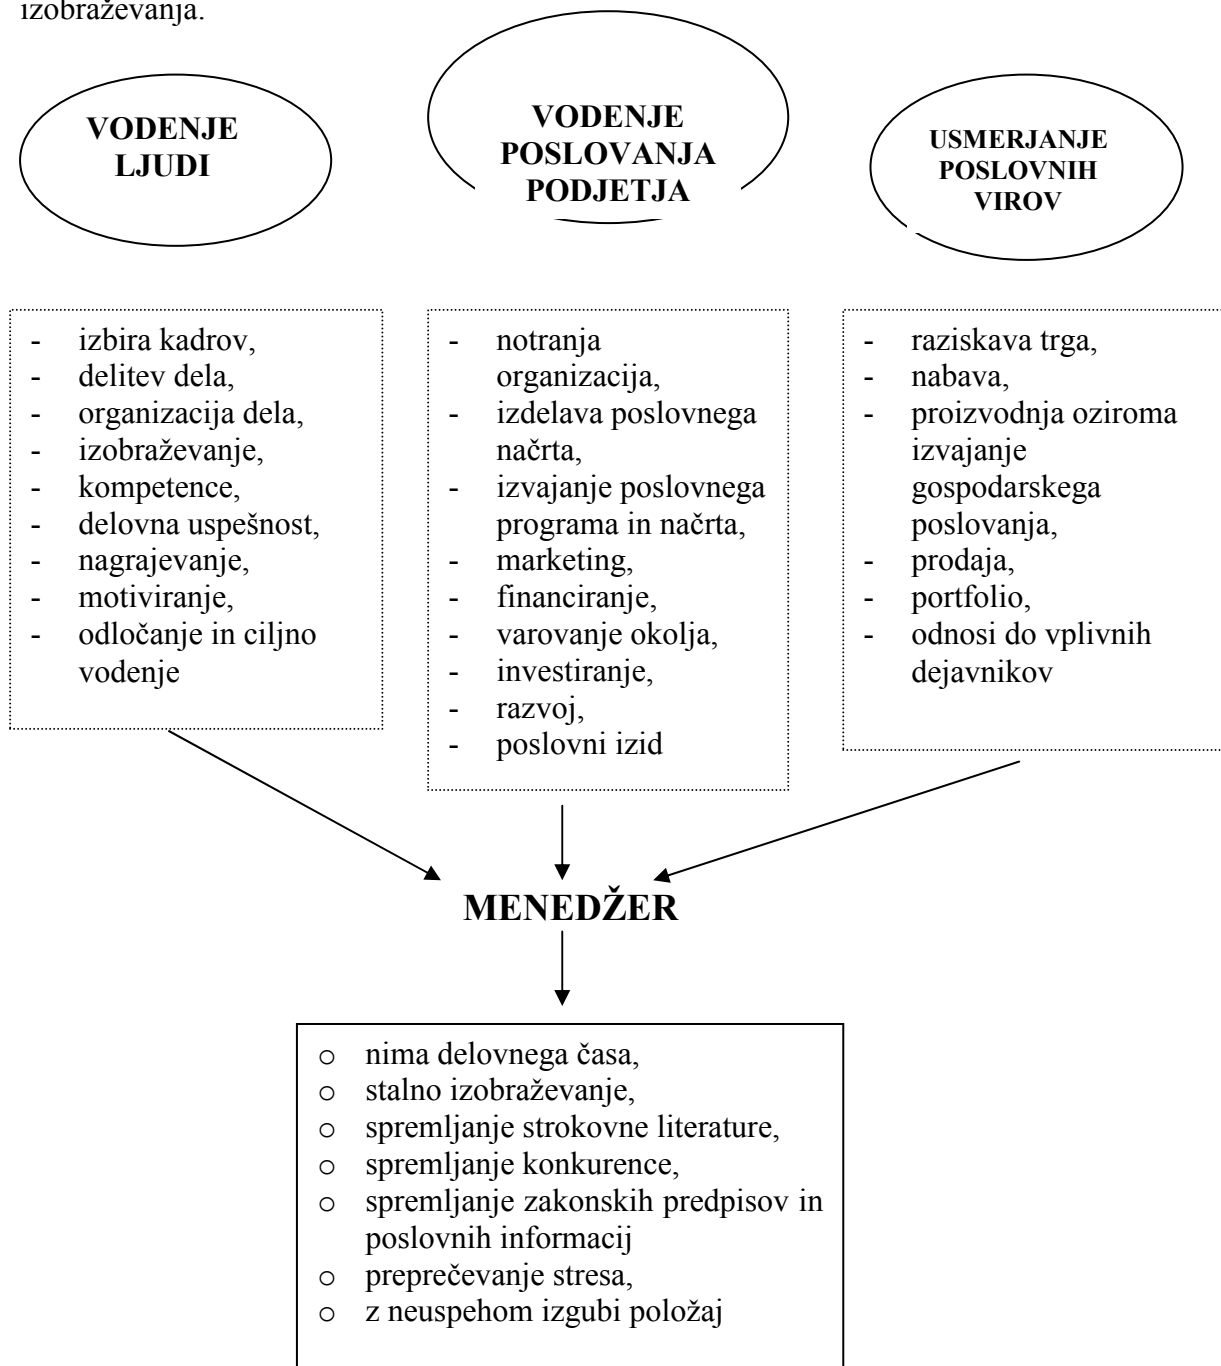 izobraževanja.
VODENJE
LJUDI
VODENJE
POSLOVANJA
PODJETJA
USMERJANJE
POSLOVNIH
VIROV
- izbira kadrov,
- delitev dela,
- organizacija dela,
- izobraževanje,
- kompetence,
- delovna uspešnost,
- nagrajevanje,
- motiviranje,
- odločanje in ciljno
vodenje
- notranja
organizacija,
- izdelava poslovnega
načrta,
- izvajanje poslovnega
programa in načrta,
- marketing,
- financiranje,
- varovanje okolja,
- investiranje,
- razvoj,
- poslovni izid
- raziskava trga,
- nabava,
- proizvodnja oziroma
izvajanje
gospodarskega
poslovanja,
- prodaja,
- portfolio,
- odnosi do vplivnih
dejavnikov
MENEDŽER
o nima delovnega časa,
o stalno izobraževanje,
o spremljanje strokovne literature,
o spremljanje konkurence,
o spremljanje zakonskih predpisov in
poslovnih informacij
o preprečevanje stresa,
o z neuspehom izgubi položaj